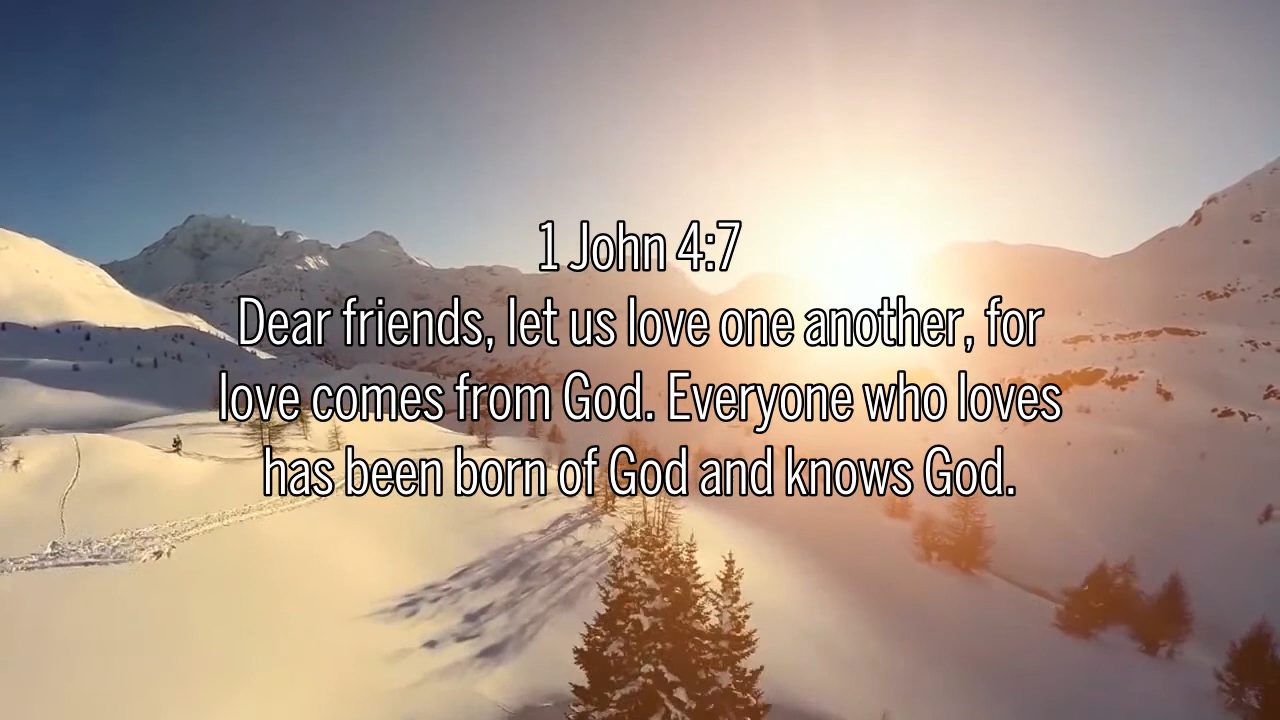 1 John 4:7
Dear friends, let us love one another, for
love comes from God. Everyone who loves
has been born of God and knows God.